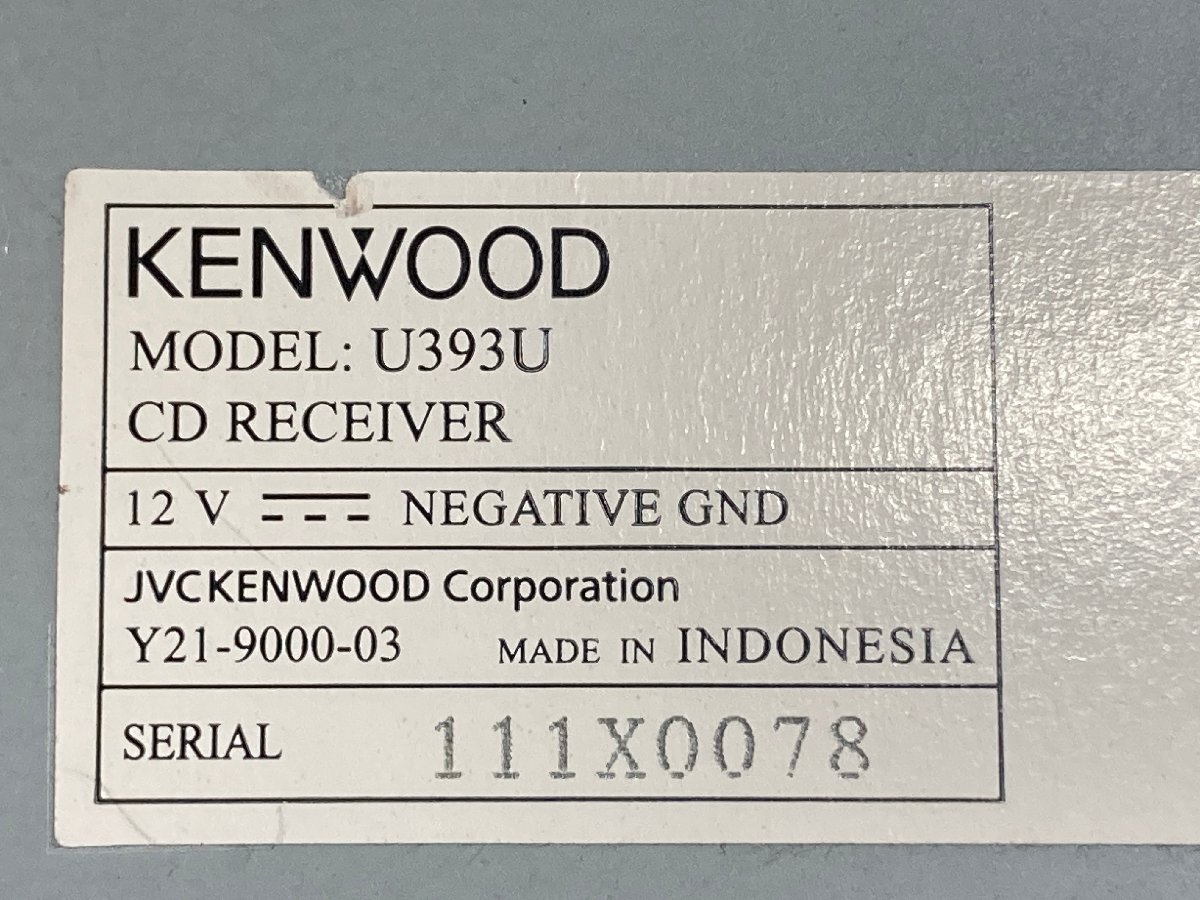 KENWOOD
MODEL: U393U
CD RECEIVER
12 V ⎓ NEGATIVE GND
JVCKENWOOD Corporation
Y21-9000-03 MADE IN INDONESIA
SERIAL 111X0078